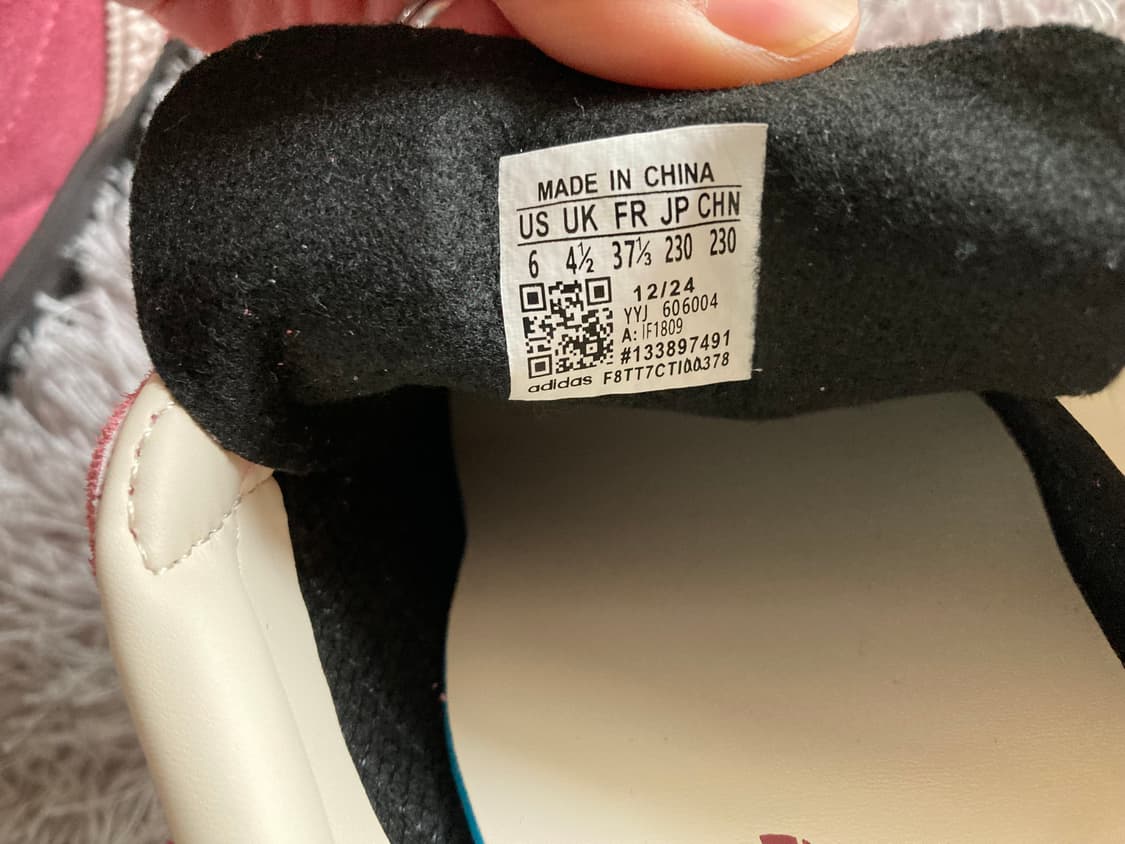 MADE IN CHINA
US UK FR JP CHN
6 4½ 37⅓ 230 230
12/24
YYJ 606004
A: IF1809
#133897491
adidas F8TT7CTI00378